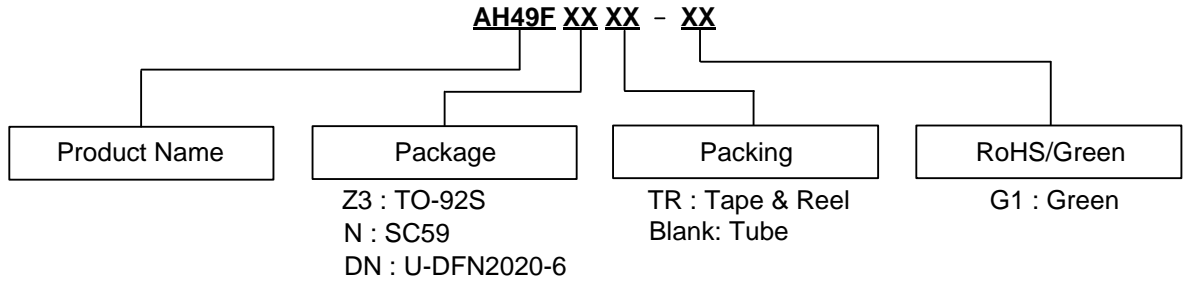 AH49F XX XX - XX
Product Name
Package
Packing
RoHS/Green
Z3 : TO-92S
N : SC59
DN : U-DFN2020-6
TR : Tape & Reel
Blank: Tube
G1 : Green